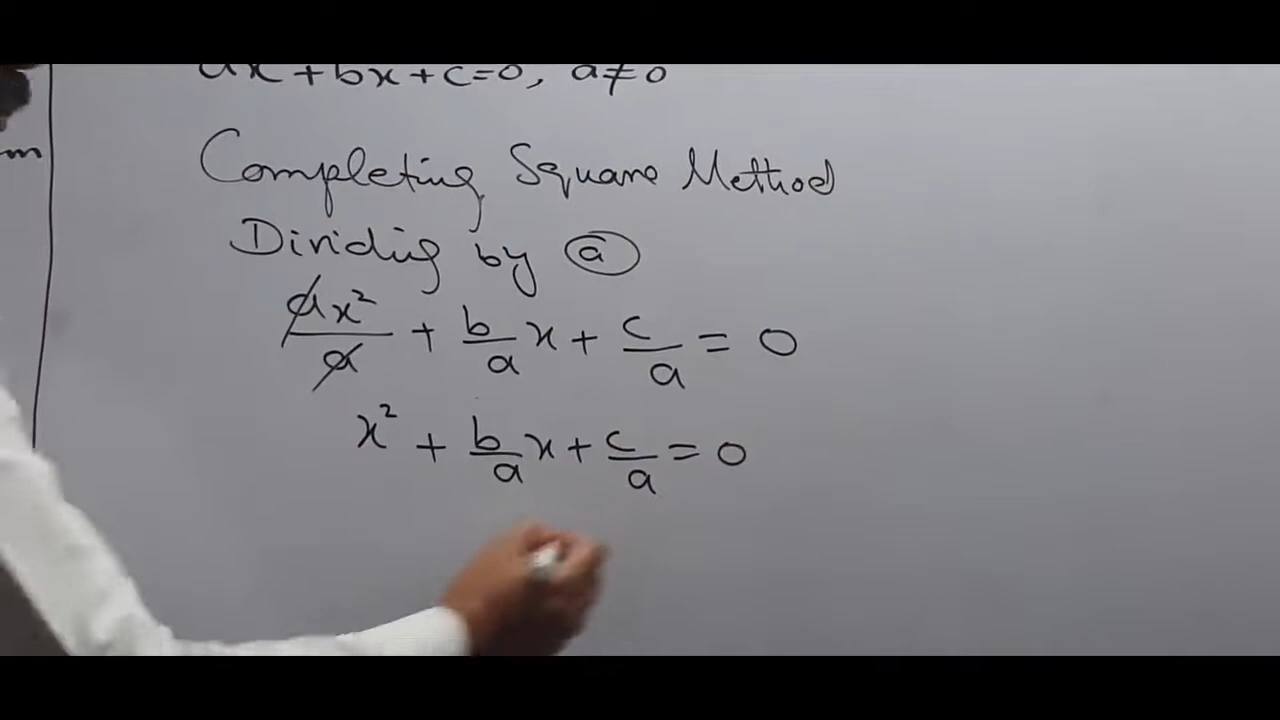 ax + bx + c = 0, a ≠ 0
m
Completing Square Method
Dividing by a
ax²/a + b/a x + c/a = 0
x² + b/a x + c/a = 0